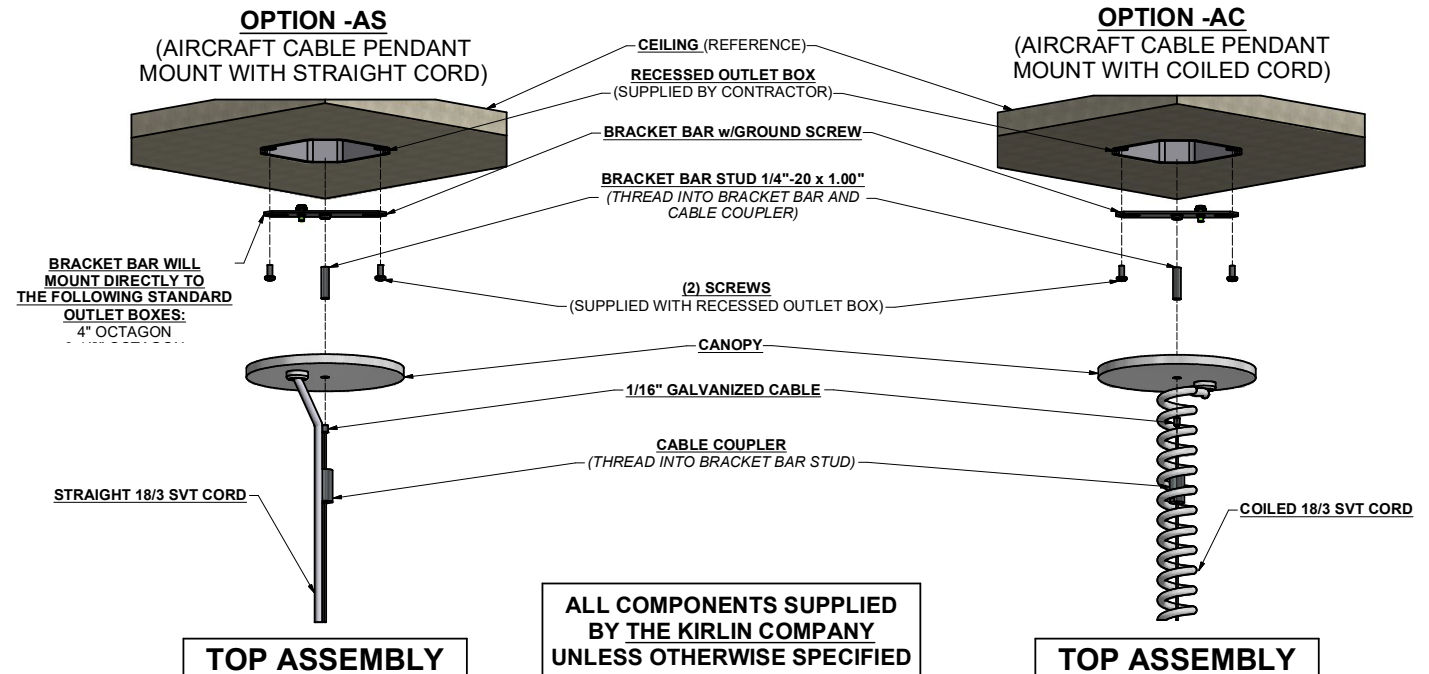 OPTION -AS
(AIRCRAFT CABLE PENDANT
MOUNT WITH STRAIGHT CORD)
OPTION -AC
(AIRCRAFT CABLE PENDANT
MOUNT WITH COILED CORD)
CEILING (REFERENCE)
RECESSED OUTLET BOX
(SUPPLIED BY CONTRACTOR)
BRACKET BAR w/GROUND SCREW
BRACKET BAR STUD 1/4"-20 x 1.00"
(THREAD INTO BRACKET BAR AND
CABLE COUPLER)
BRACKET BAR WILL
MOUNT DIRECTLY TO
THE FOLLOWING STANDARD
OUTLET BOXES:
4" OCTAGON
(2) SCREWS
(SUPPLIED WITH RECESSED OUTLET BOX)
CANOPY
1/16" GALVANIZED CABLE
CABLE COUPLER
(THREAD INTO BRACKET BAR STUD)
STRAIGHT 18/3 SVT CORD
COILED 18/3 SVT CORD
ALL COMPONENTS SUPPLIED
BY THE KIRLIN COMPANY
UNLESS OTHERWISE SPECIFIED
TOP ASSEMBLY
TOP ASSEMBLY